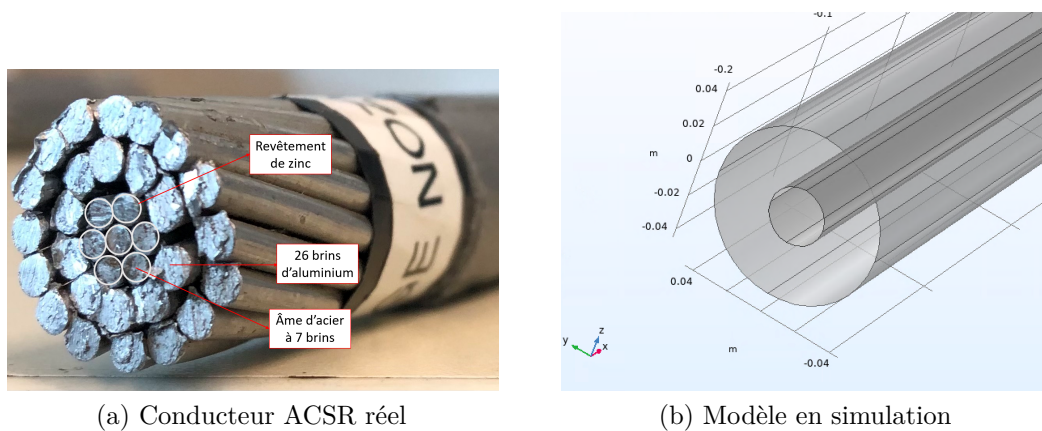 Revêtement
de zinc
26 brins
d'aluminium
Âme d'acier
à 7 brins
-0.1
-0.2
0.04
0.02
m
0
-0.02
-0.04
0.04
m
-0.04
z
y
x
(a) Conducteur ACSR réel
(b) Modèle en simulation